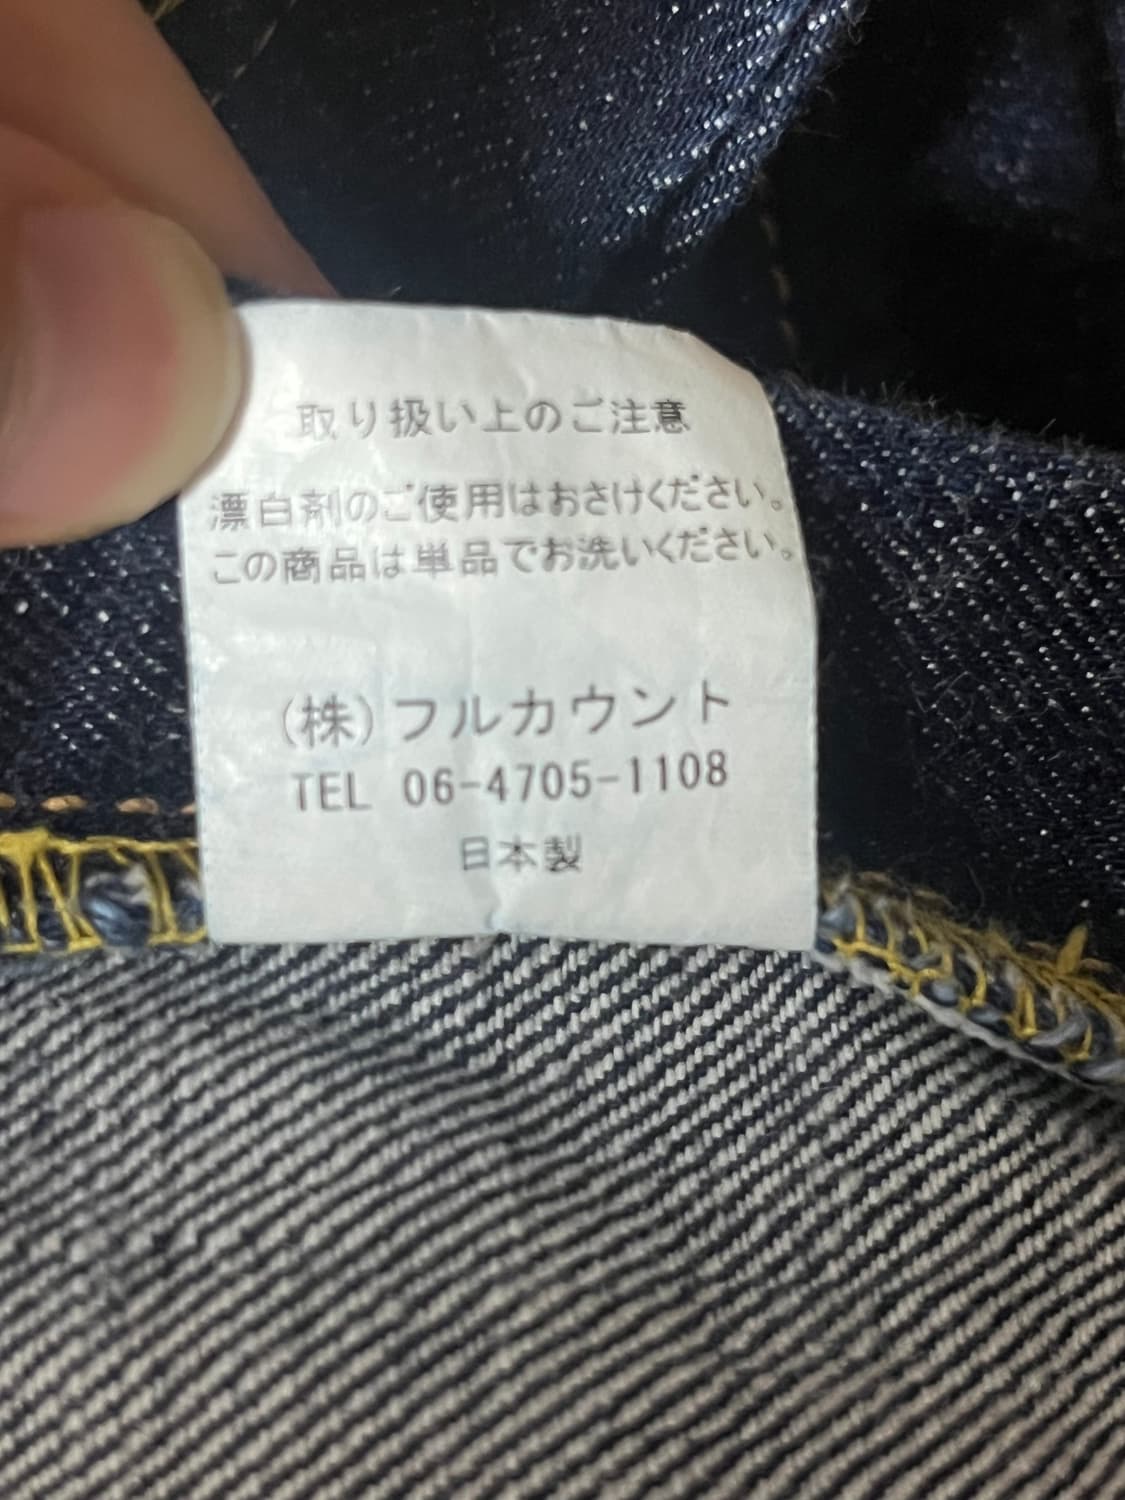 取り扱い上のご注意
漂白剤のご使用はおさけください。
この商品は単品でお洗いください。
(株)フルカウント
TEL 06-4705-1108
日本製